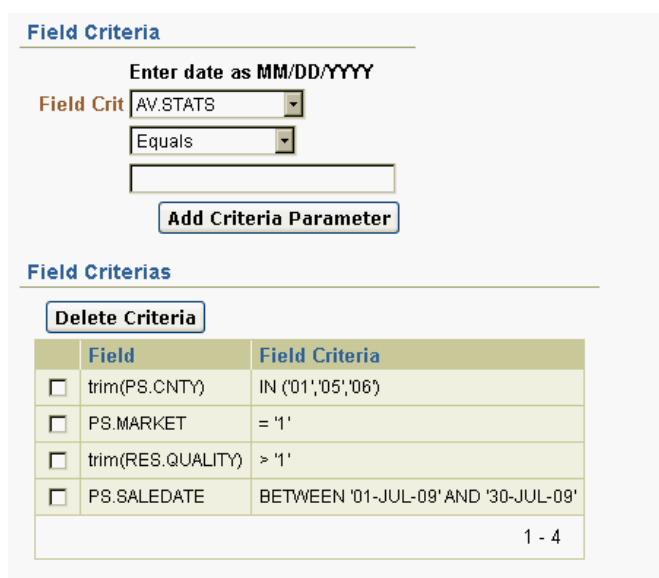 Field Criteria
Enter date as MM/DD/YYYY
Field Crit AV.STATS
Equals
Add Criteria Parameter
Field Criterias
Delete Criteria
Field Field Criteria
trim(PS.CNTY) IN ('01','05','06')
PS.MARKET = '1'
trim(RES.QUALITY) > '1'
PS.SALEDATE BETWEEN '01-JUL-09' AND '30-JUL-09'
1 - 4